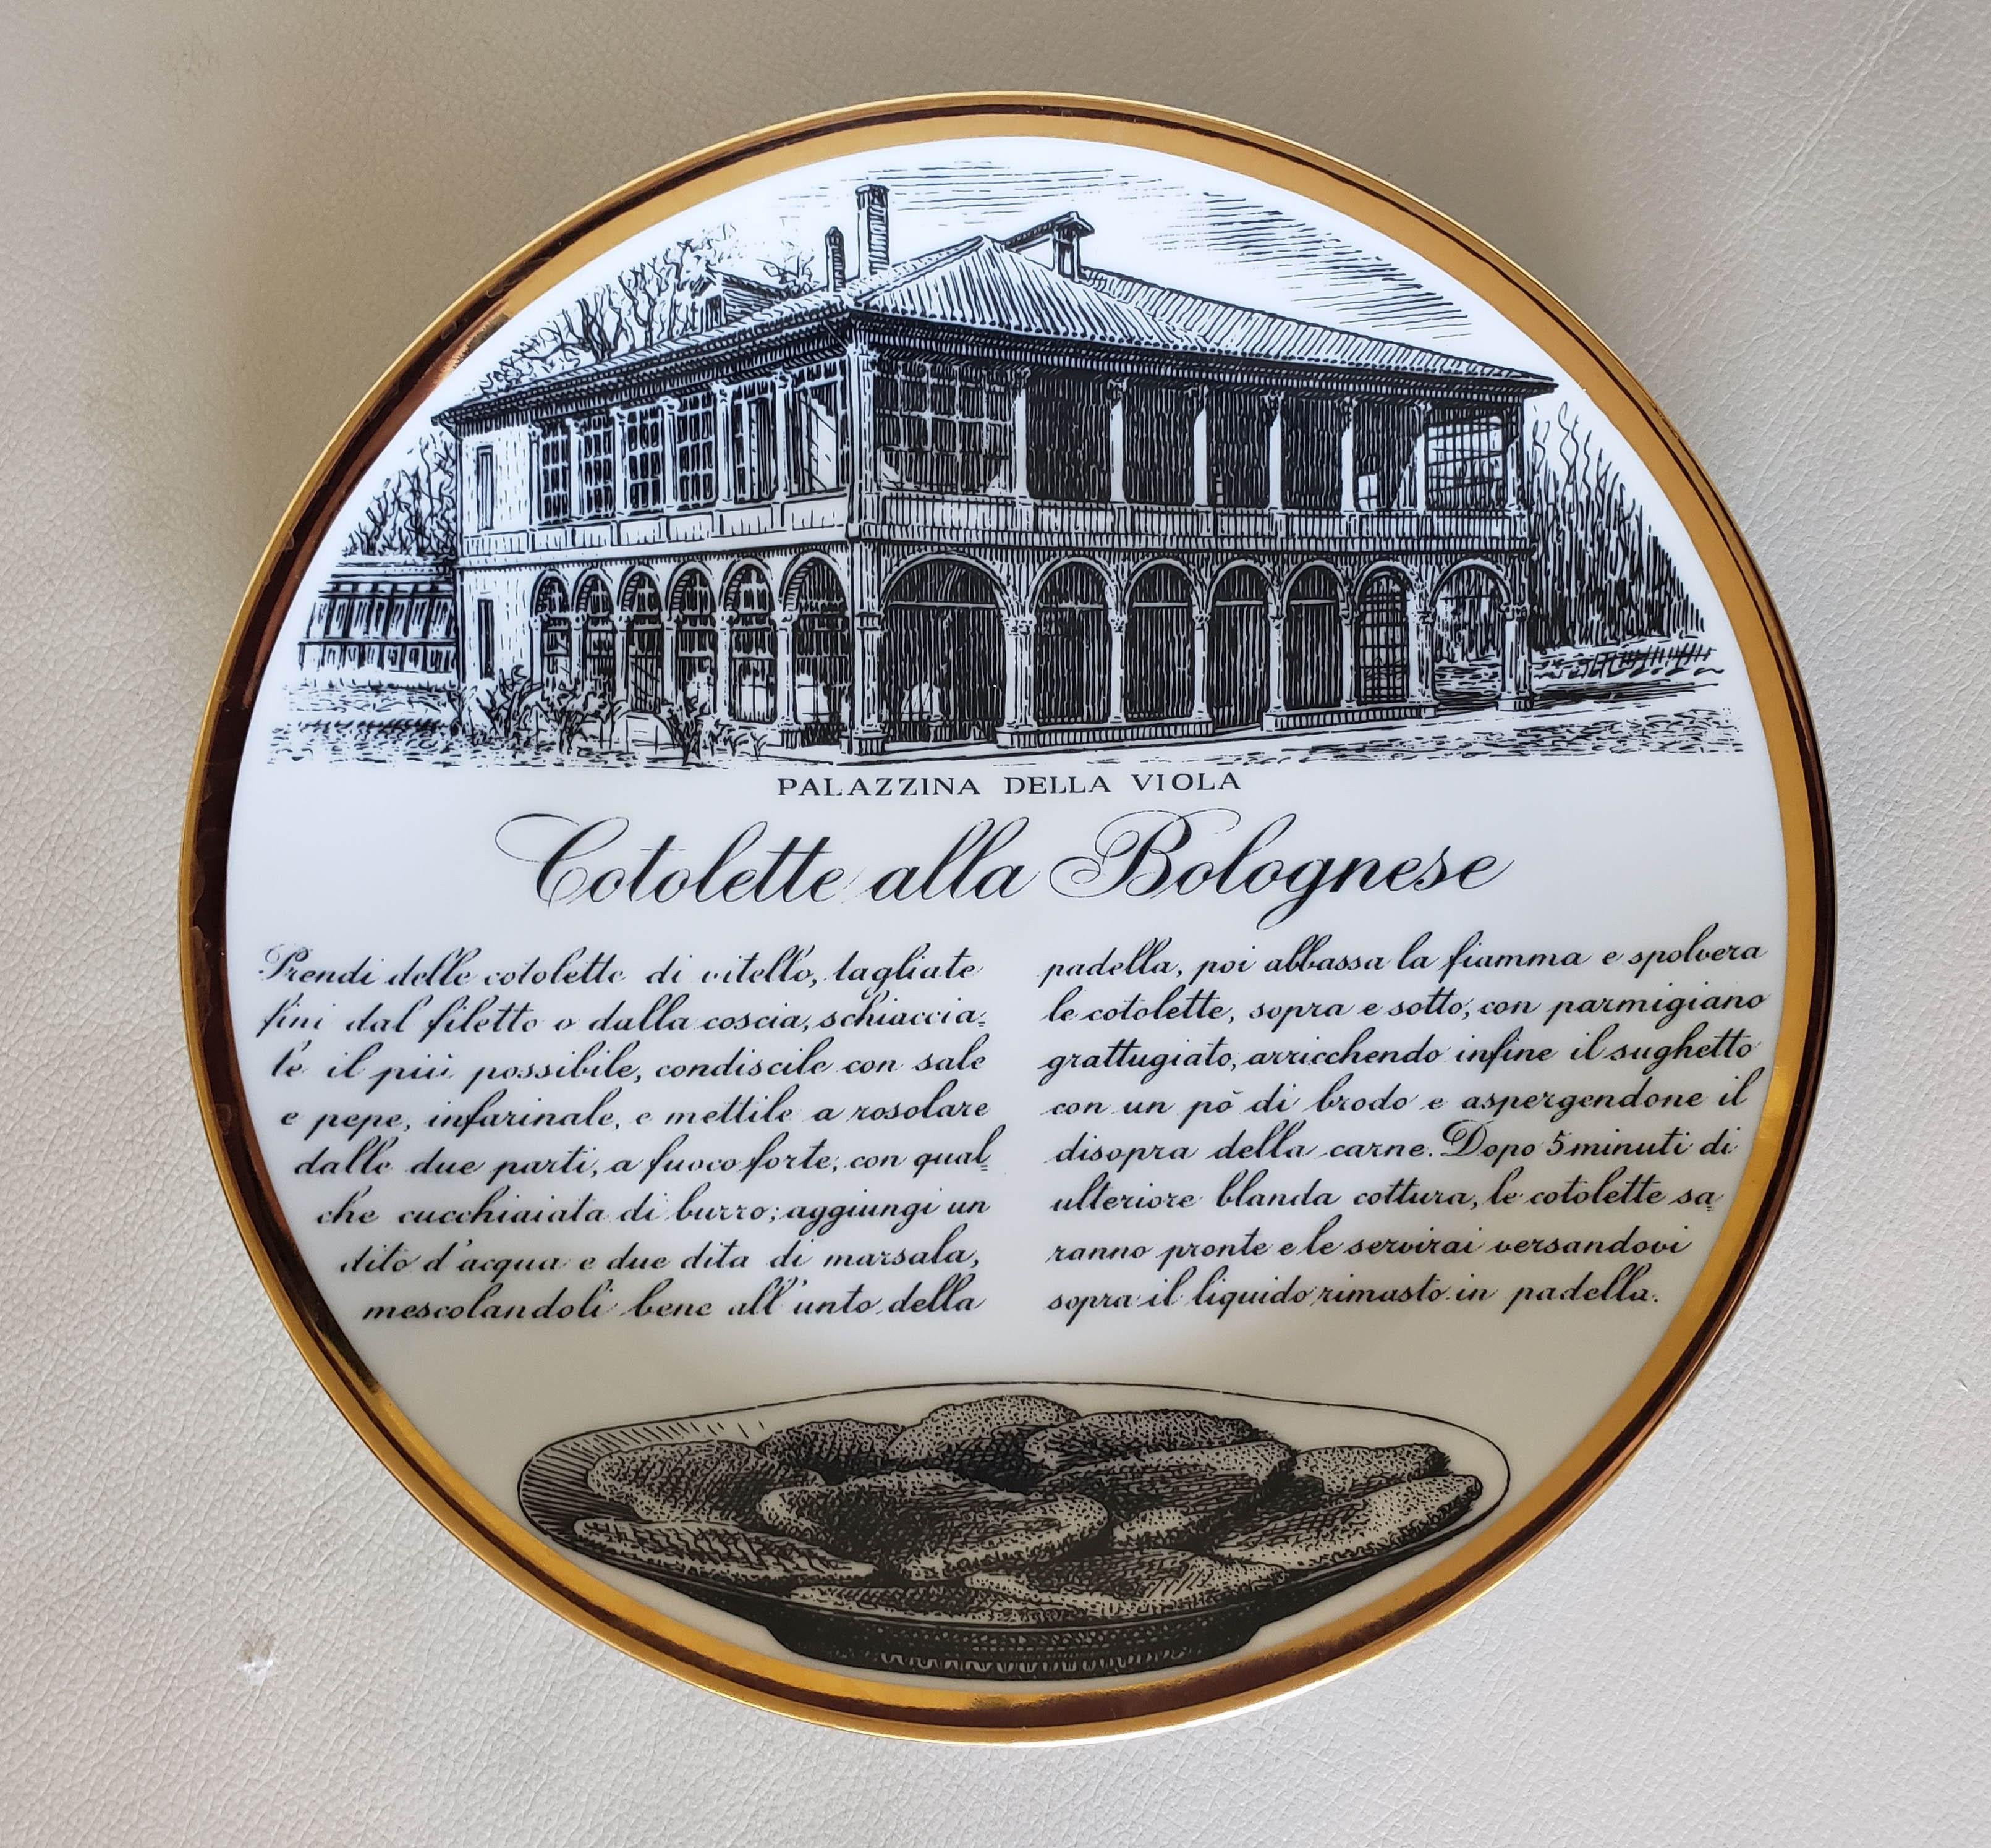 PALAZZINA DELLA VIOLA
Cotolette alla Bolognese
Prendi delle cotolette di vitello, tagliate
fini dal filetto o dalla coscia, schiaccia=
te il più possibile, condiscile con sale
e pepe, infarinale, e mettile a rosolare
dalle due parti, a fuoco forte, con qual=
che cucchiaiata di burro; aggiungi un
dito d'acqua e due dita di marsala,
mescolandoli bene all'unto della
padella, poi abbassa la fiamma e spolvera
le cotolette, sopra e sotto, con parmigiano
grattugiato, arricchendo infine il sughetto
con un pò di brodo e aspergendone il
disopra della carne. Dopo 5 minuti di
ulteriore blanda cottura, le cotolette sa=
ranno pronte e le servirai versandovi
sopra il liquido rimasto in padella.